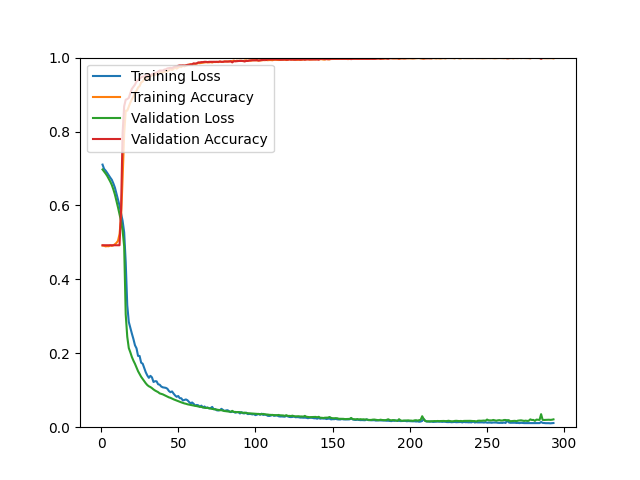 1.0
0.8
0.6
0.4
0.2
0.0
Training Loss
Training Accuracy
Validation Loss
Validation Accuracy
0 50 100 150 200 250 300